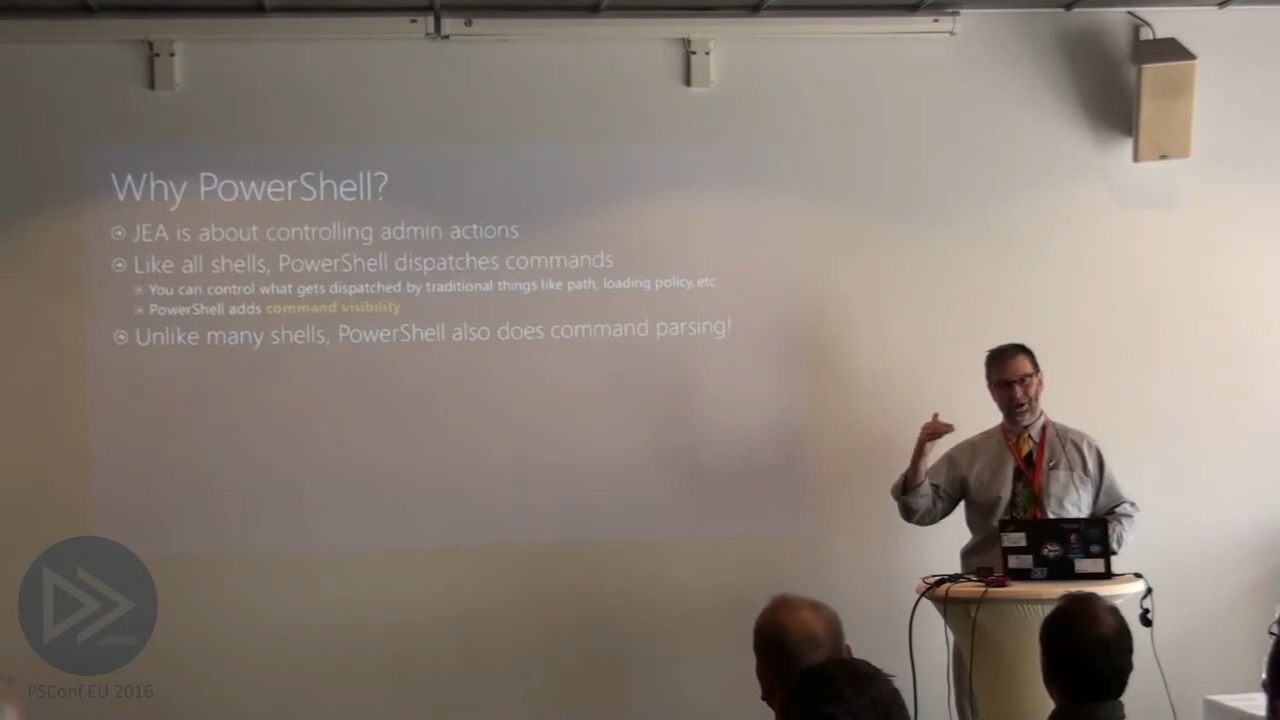 Why PowerShell?
JEA is about controlling admin actions
Like all shells, PowerShell dispatches commands
You can control what gets dispatched by traditional things like path, loading policy, etc
PowerShell adds command visibility
Unlike many shells, PowerShell also does command parsing!
PSConf.EU 2016